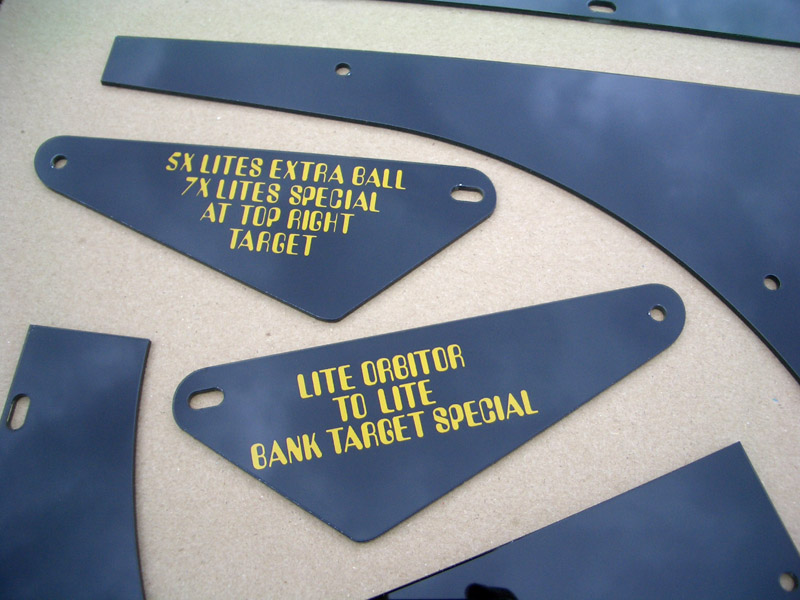 5X LITES EXTRA BALL
7X LITES SPECIAL
AT TOP RIGHT
TARGET
LITE ORBITOR
TO LITE
BANK TARGET SPECIAL